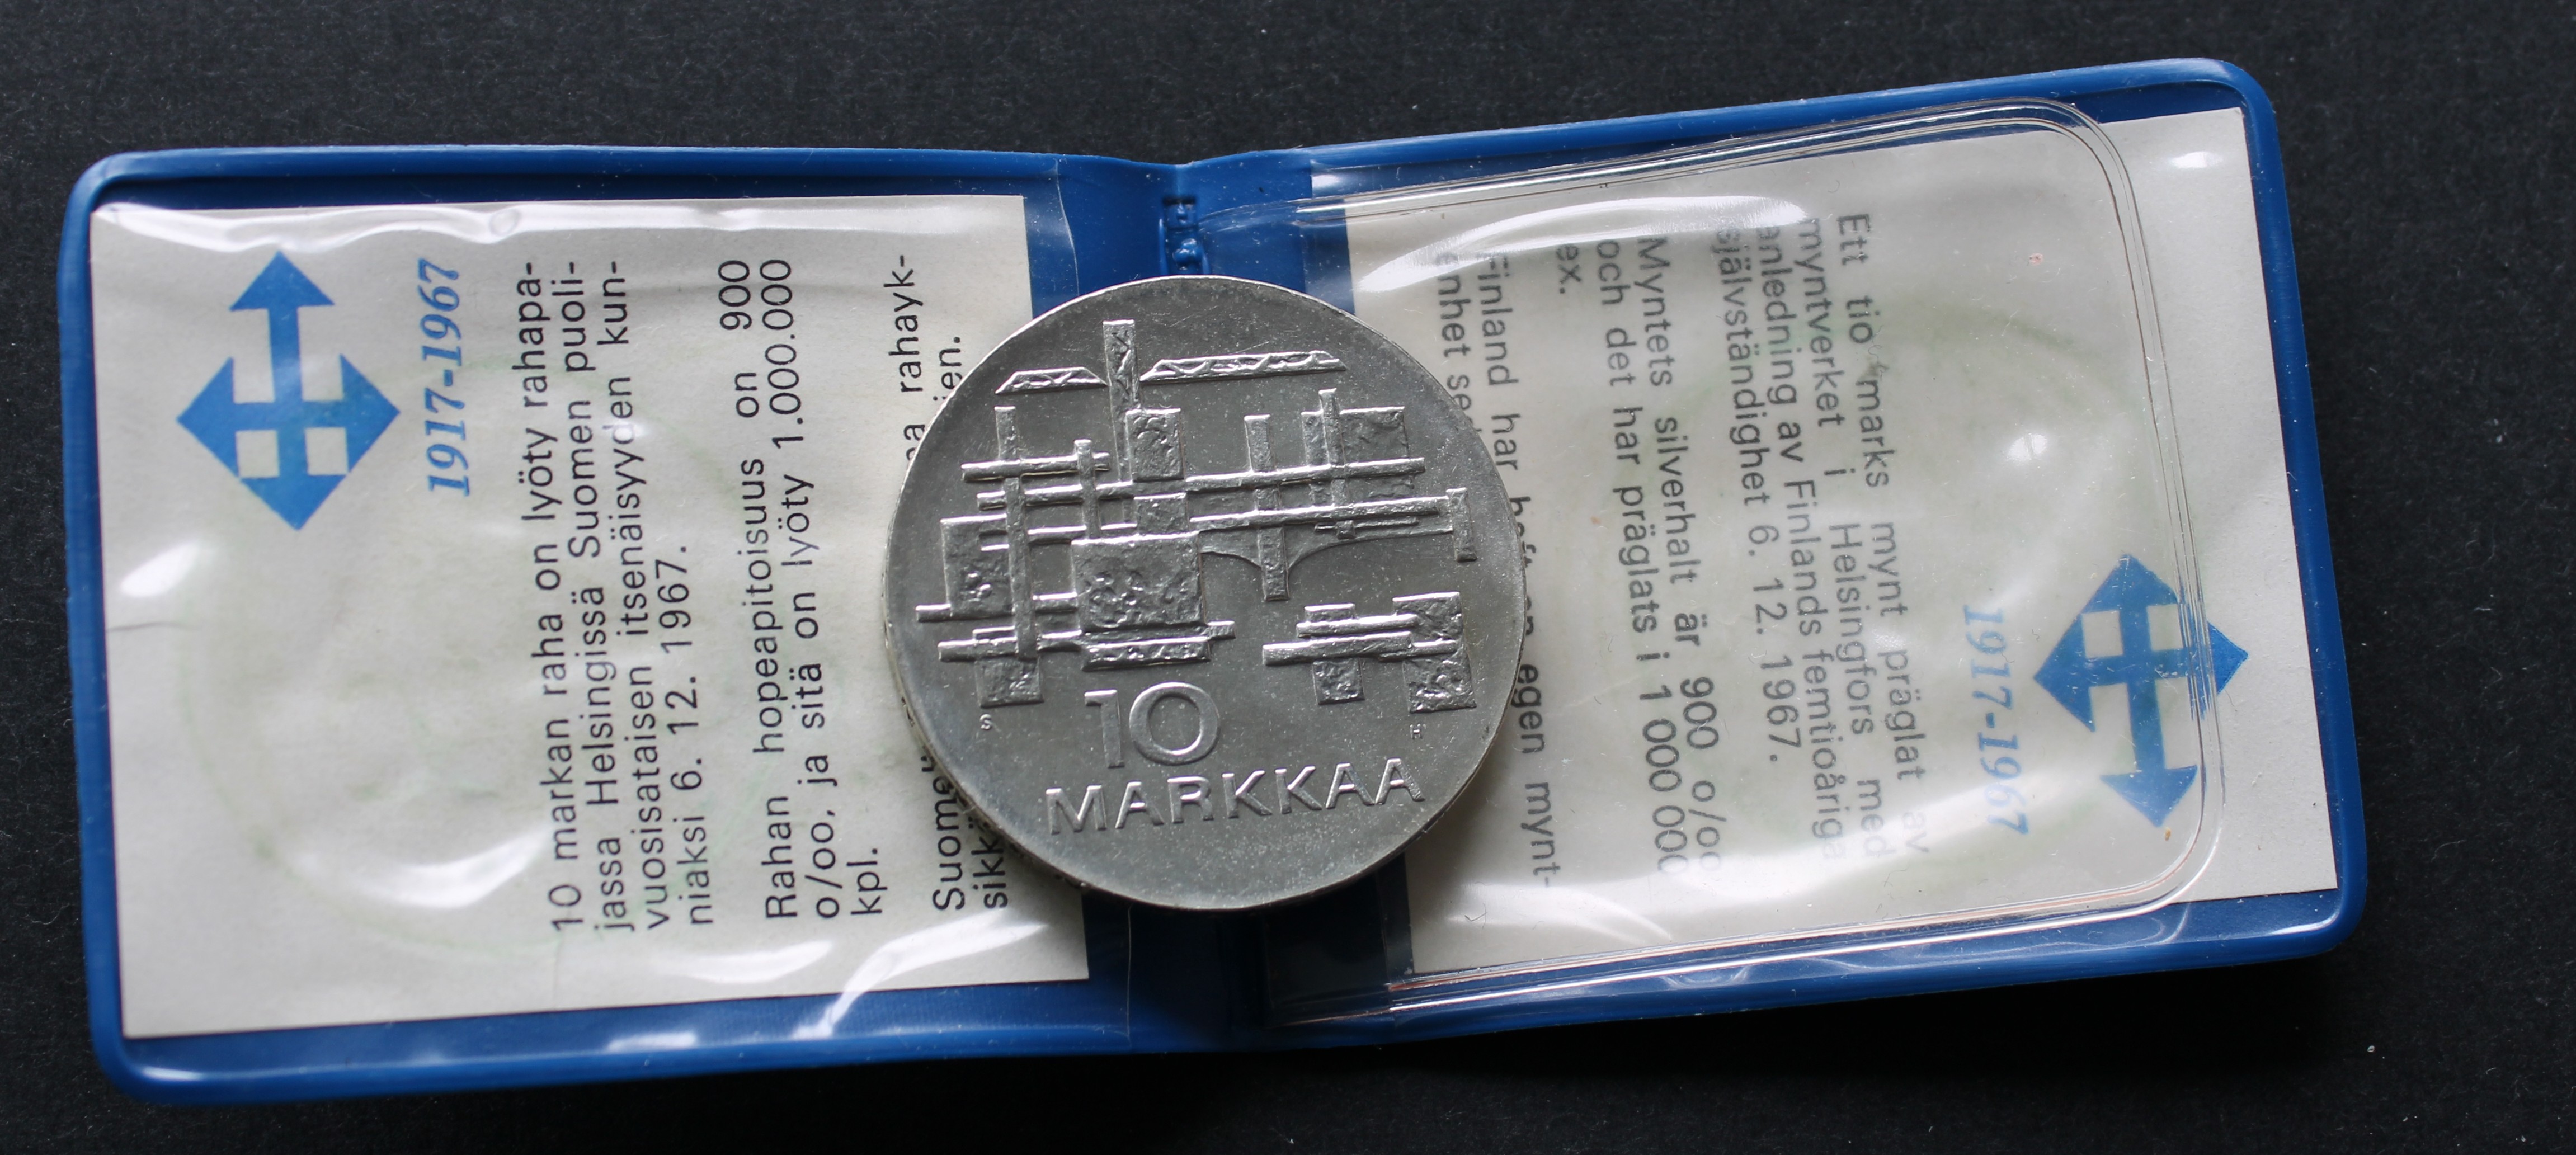 1917-1967
10 markan raha on lyöty rahapa-
jassa Helsingissä Suomen puoli-
vuosisataisen itsenäisyyden kun-
niaksi 6. 12. 1967.
Rahan hopeapitoisuus on 900
o/oo, ja sitä on lyöty 1.000.000
kpl.
rahayk-
S
H
10
MARKKAA
1917-1967
Ett tio marks mynt präglat av
myntverket i Helsingfors med
anledning av Finlands femtioåriga
självständighet 6. 12. 1967.
Myntets silverhalt är 900 o/oo
och det har präglats i 1 000 000
ex.
Finland har haft en egen mynt-